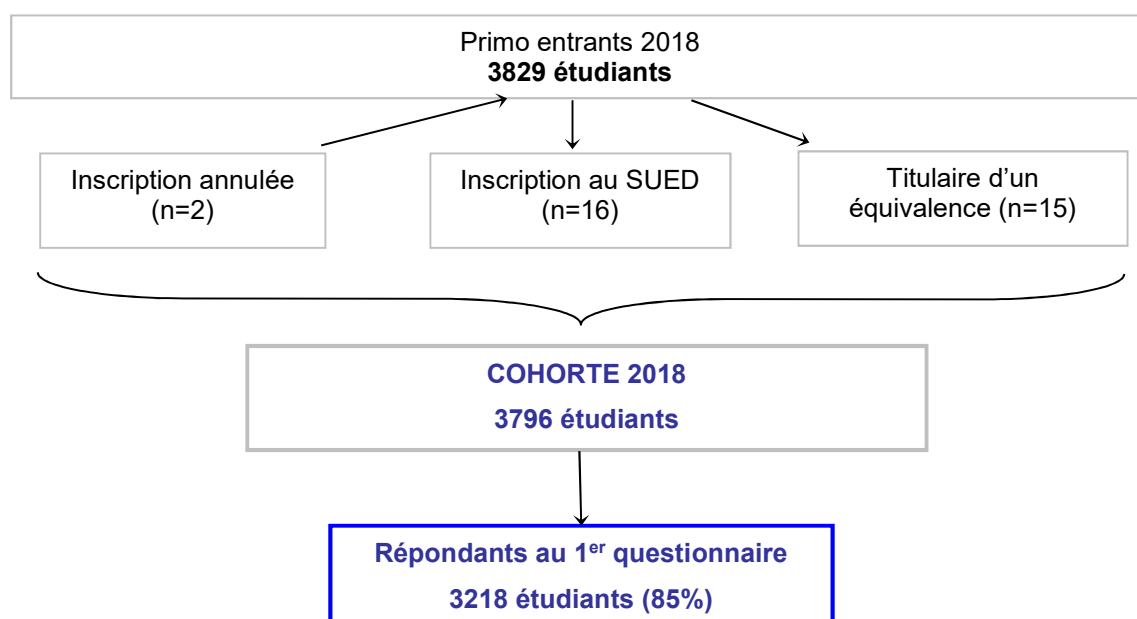 Primo entrants 2018
3829 étudiants
Inscription annulée
(n=2)
Inscription au SUED
(n=16)
Titulaire d’un
équivalence (n=15)
COHORTE 2018
3796 étudiants
Répondants au 1er questionnaire
3218 étudiants (85%)